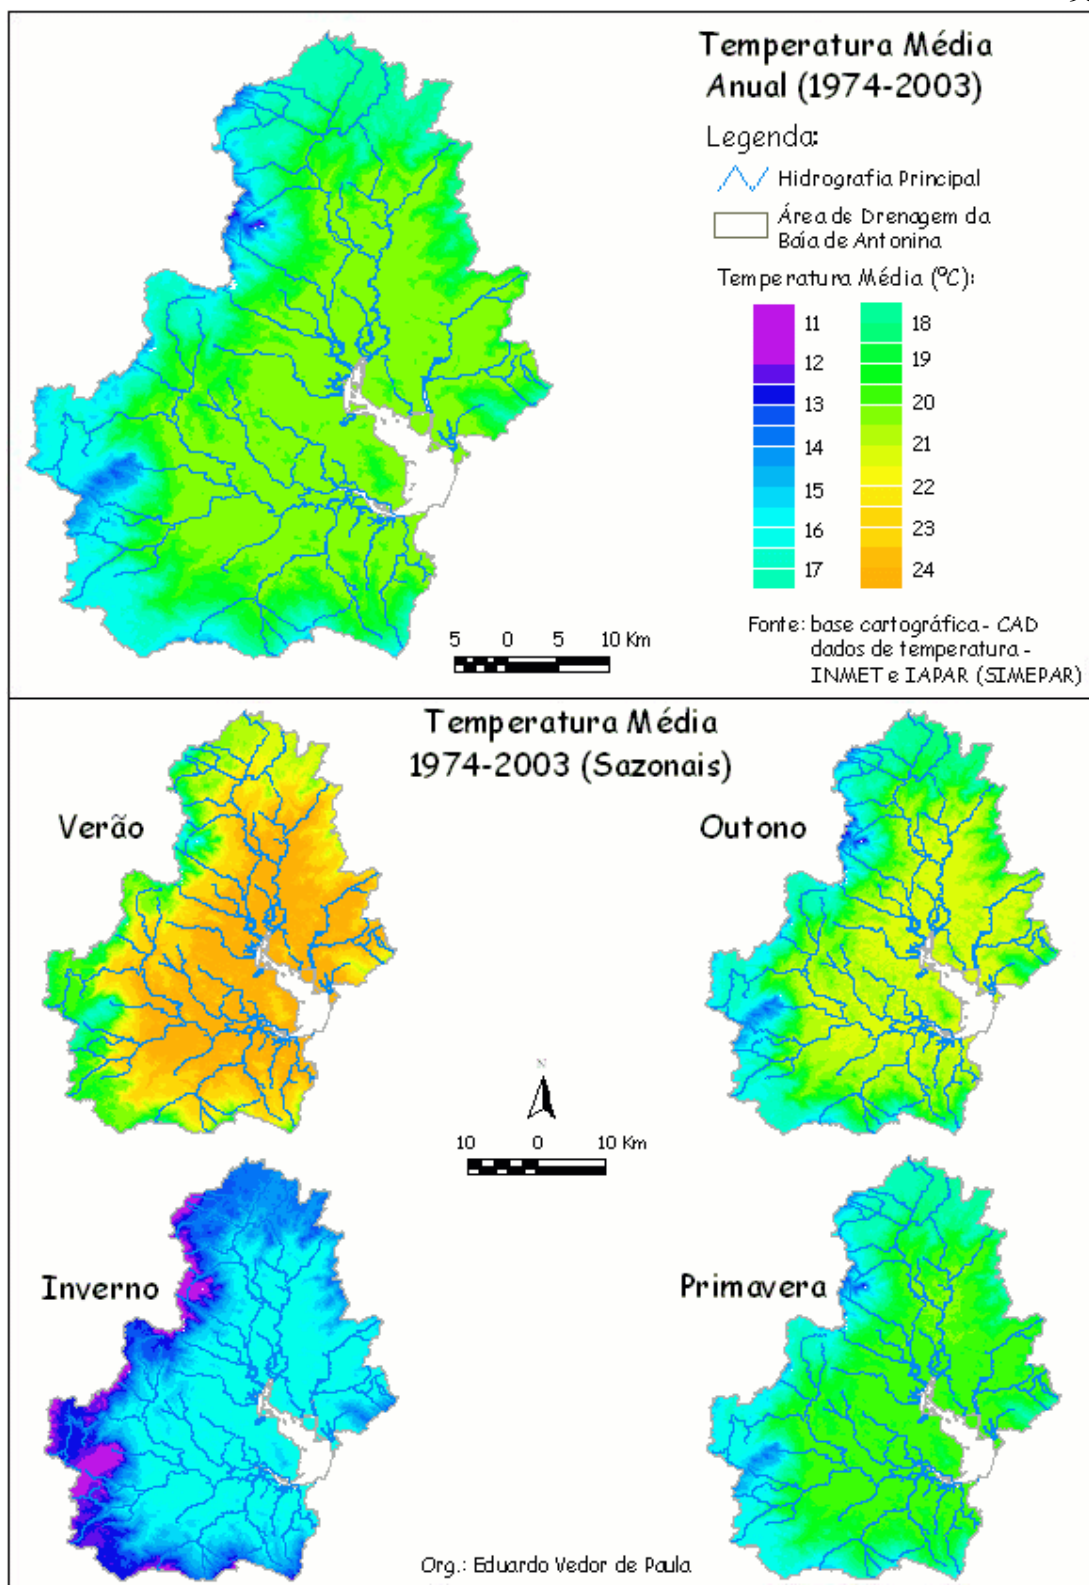 Temperatura Média
Anual (1974-2003)
Legenda:
Hidrografia Principal
Área de Drenagem da
Baía de Antonina
Temperatura Média (ºC):
11
12
13
14
15
16
17
18
19
20
21
22
23
24
5 0 5 10 Km
Fonte: base cartográfica - CAD
dados de temperatura -
INMET e IAPAR (SIMEPAR)
Temperatura Média
1974-2003 (Sazonais)
Verão
Outono
N
10 0 10 Km
Inverno
Primavera
Org.: Eduardo Vedor de Paula